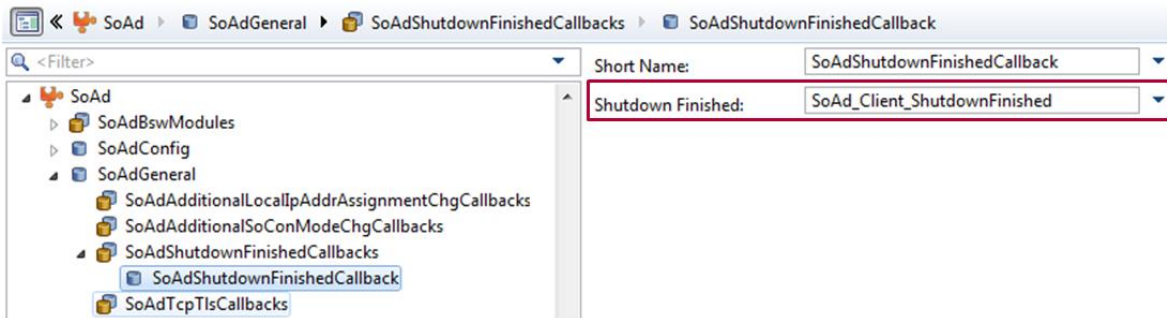 SoAd SoAdGeneral SoAdShutdownFinishedCallbacks SoAdShutdownFinishedCallback
<Filter>
SoAd
SoAdBswModules
SoAdConfig
SoAdGeneral
SoAdAdditionalLocalIpAddrAssignmentChgCallbacks
SoAdAdditionalSoConModeChgCallbacks
SoAdShutdownFinishedCallbacks
SoAdShutdownFinishedCallback
SoAdTcpTlsCallbacks
Short Name: SoAdShutdownFinishedCallback
Shutdown Finished: SoAd_Client_ShutdownFinished